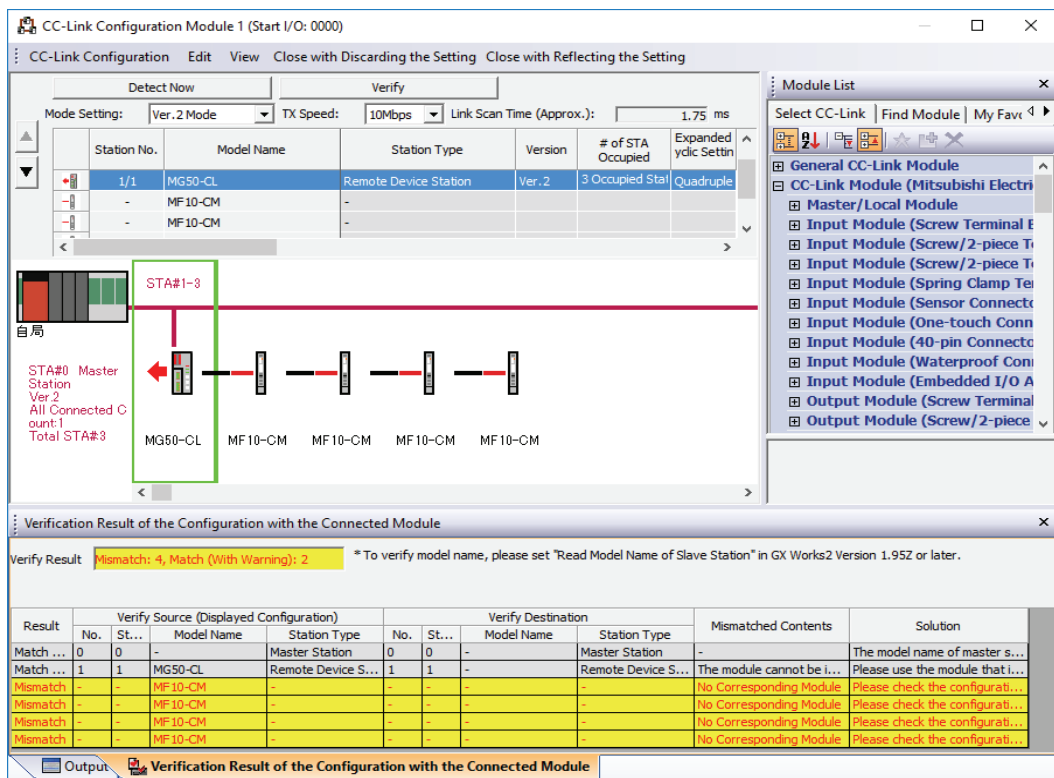 CC-Link Configuration Module 1 (Start I/O: 0000)
CC-Link Configuration Edit View Close with Discarding the Setting Close with Reflecting the Setting
Detect Now Verify
Mode Setting: Ver.2 Mode TX Speed: 10Mbps Link Scan Time (Approx.): 1.75 ms
Station No. Model Name Station Type Version # of STA Occupied Expanded yclic Settin
1/1 MG50-CL Remote Device Station Ver.2 3 Occupied Stat Quadruple
- MF10-CM -
- MF10-CM -
STA#1-3
自局
STA#0 Master
Station
Ver.2
All Connected C
ount:1
Total STA#:3
MG50-CL MF10-CM MF10-CM MF10-CM MF10-CM
Module List
Select CC-Link Find Module My Favo
General CC-Link Module
CC-Link Module (Mitsubishi Electri
Master/Local Module
Input Module (Screw Terminal B
Input Module (Screw/2-piece Te
Input Module (Screw/2-piece Te
Input Module (Spring Clamp Ter
Input Module (Sensor Connecto
Input Module (One-touch Conn
Input Module (40-pin Connecto
Input Module (Waterproof Conn
Input Module (Embedded I/O A
Output Module (Screw Terminal
Output Module (Screw/2-piece
Verification Result of the Configuration with the Connected Module
Verify Result Mismatch: 4, Match (With Warning): 2 * To verify model name, please set "Read Model Name of Slave Station" in GX Works2 Version 1.95Z or later.
Result Verify Source (Displayed Configuration) Verify Destination Mismatched Contents Solution
No. St... Model Name Station Type No. St... Model Name Station Type
Match ... 0 0 - Master Station 0 0 - Master Station - The model name of master s...
Match ... 1 1 MG50-CL Remote Device S... 1 1 - Remote Device S... The module cannot be i... Please use the module that i...
Mismatch - - MF10-CM - - - - - No Corresponding Module Please check the configurati...
Mismatch - - MF10-CM - - - - - No Corresponding Module Please check the configurati...
Mismatch - - MF10-CM - - - - - No Corresponding Module Please check the configurati...
Mismatch - - MF10-CM - - - - - No Corresponding Module Please check the configurati...
Output Verification Result of the Configuration with the Connected Module